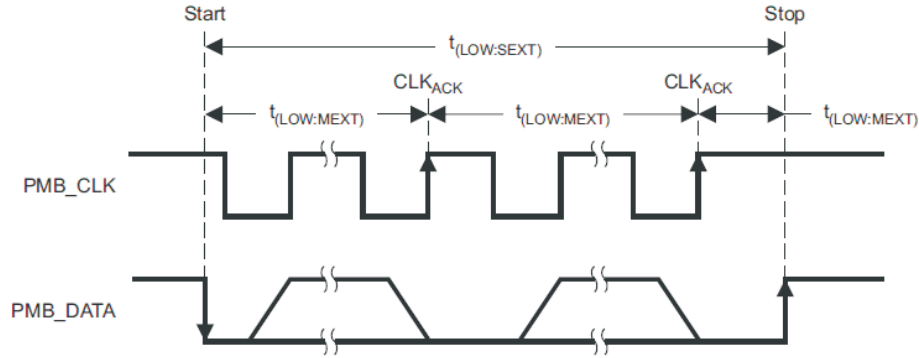 Start Stop
t(LOW:SEXT)
CLKACK CLKACK
t(LOW:MEXT) t(LOW:MEXT) t(LOW:MEXT)
PMB_CLK
PMB_DATA